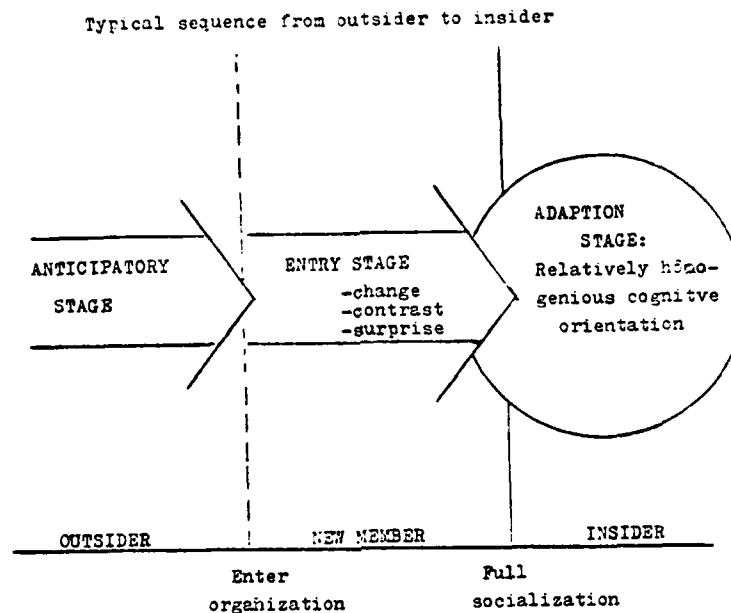 Typical sequence from outsider to insider
ANTICIPATORY
STAGE
ENTRY STAGE
-change
-contrast
-surprise
ADAPTION
STAGE:
Relatively homo-
genious cognitve
orientation
OUTSIDER
NEW MEMBER
INSIDER
Enter
organization
Full
socialization